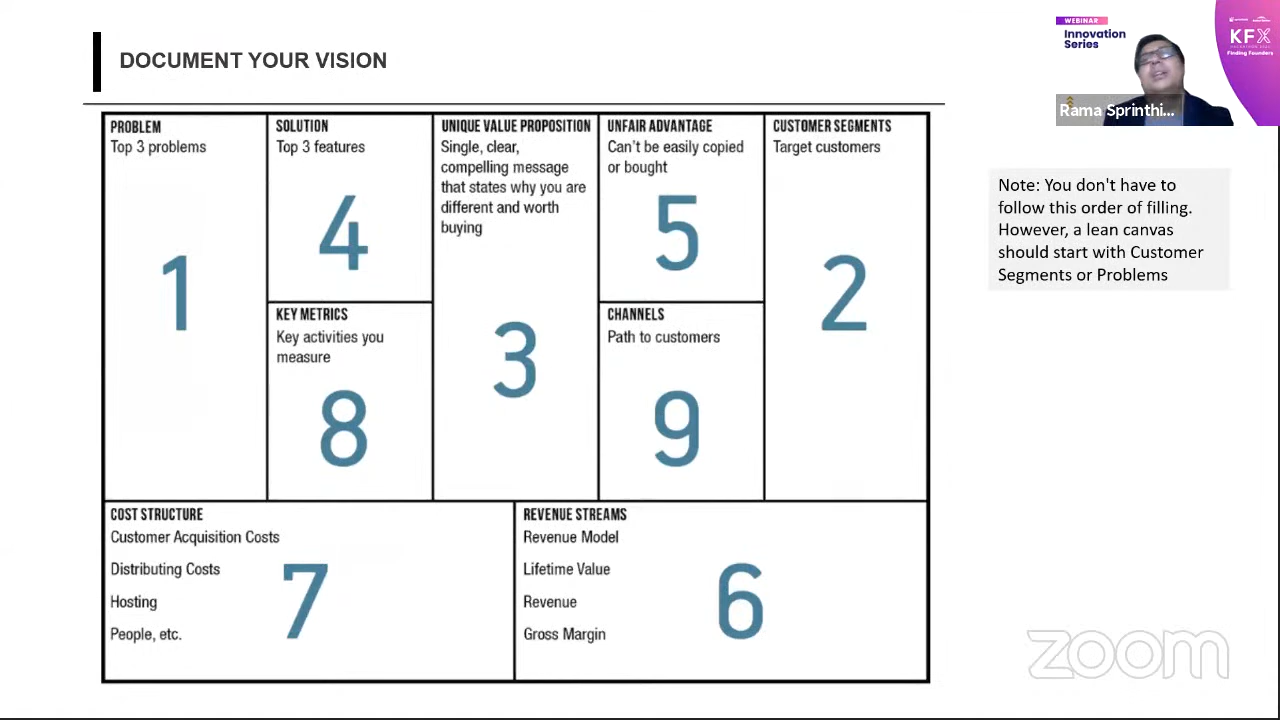 DOCUMENT YOUR VISION
PROBLEM
Top 3 problems
1
SOLUTION
Top 3 features
4
KEY METRICS
Key activities you
measure
8
UNIQUE VALUE PROPOSITION
Single, clear,
compelling message
that states why you are
different and worth
buying
3
UNFAIR ADVANTAGE
Can't be easily copied
or bought
5
CHANNELS
Path to customers
9
CUSTOMER SEGMENTS
Target customers
2
COST STRUCTURE
Customer Acquisition Costs
Distributing Costs
Hosting
People, etc.
7
REVENUE STREAMS
Revenue Model
Lifetime Value
Revenue
Gross Margin
6
WEBINAR
Innovation
Series
Rama Sprinthi...
KFX
Finding Founders
Note: You don't have to
follow this order of filling.
However, a lean canvas
should start with Customer
Segments or Problems
zoom